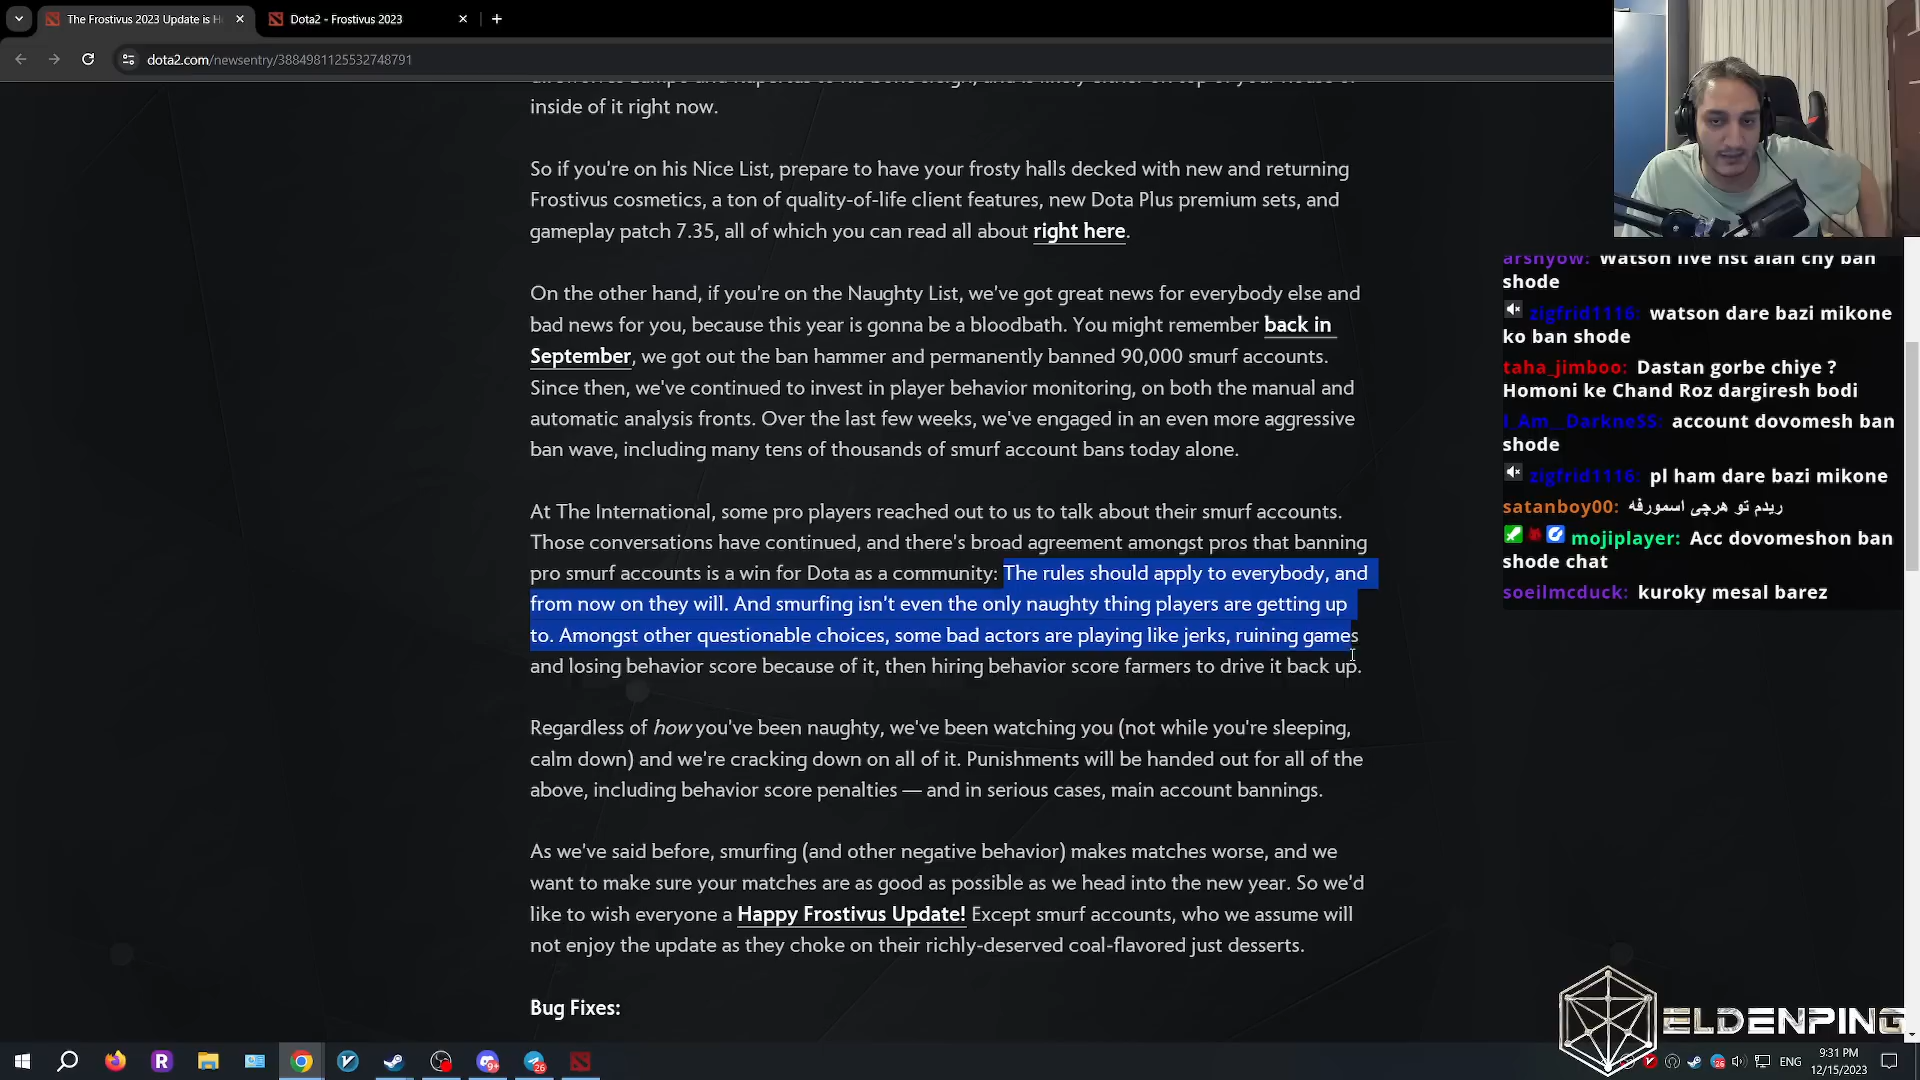 The Frostivus 2023 Update is H
Dota2 - Frostivus 2023
dota2.com/newsentry/3884981125532748791
inside of it right now.
So if you're on his Nice List, prepare to have your frosty halls decked with new and returning
Frostivus cosmetics, a ton of quality-of-life client features, new Dota Plus premium sets, and
gameplay patch 7.35, all of which you can read all about right here.
On the other hand, if you're on the Naughty List, we've got great news for everybody else and
bad news for you, because this year is gonna be a bloodbath. You might remember back in
September, we got out the ban hammer and permanently banned 90,000 smurf accounts.
Since then, we've continued to invest in player behavior monitoring, on both the manual and
automatic analysis fronts. Over the last few weeks, we've engaged in an even more aggressive
ban wave, including many tens of thousands of smurf account bans today alone.
At The International, some pro players reached out to us to talk about their smurf accounts.
Those conversations have continued, and there's broad agreement amongst pros that banning
pro smurf accounts is a win for Dota as a community: The rules should apply to everybody, and
from now on they will. And smurfing isn't even the only naughty thing players are getting up
to. Amongst other questionable choices, some bad actors are playing like jerks, ruining games
and losing behavior score because of it, then hiring behavior score farmers to drive it back up.
Regardless of how you've been naughty, we've been watching you (not while you're sleeping,
calm down) and we're cracking down on all of it. Punishments will be handed out for all of the
above, including behavior score penalties — and in serious cases, main account bannings.
As we've said before, smurfing (and other negative behavior) makes matches worse, and we
want to make sure your matches are as good as possible as we head into the new year. So we'd
like to wish everyone a Happy Frostivus Update! Except smurf accounts, who we assume will
not enjoy the update as they choke on their richly-deserved coal-flavored just desserts.
Bug Fixes:
arshyow: Watson live hst alan chy ban
shode
zigfrid1116: watson dare bazi mikone
ko ban shode
taha_jimboo: Dastan gorbe chiye ?
Homoni ke Chand Roz dargiresh bodi
I_Am__DarkneSS: account dovomesh ban
shode
zigfrid1116: pl ham dare bazi mikone
satanboy00: ریدم تو هرچی اسمورفه
mojiplayer: Acc dovomeshon ban
shode chat
soeilmcduck: kuroky mesal barez
ELDENPING
9+
26
26
ENG
9:31 PM
12/15/2023